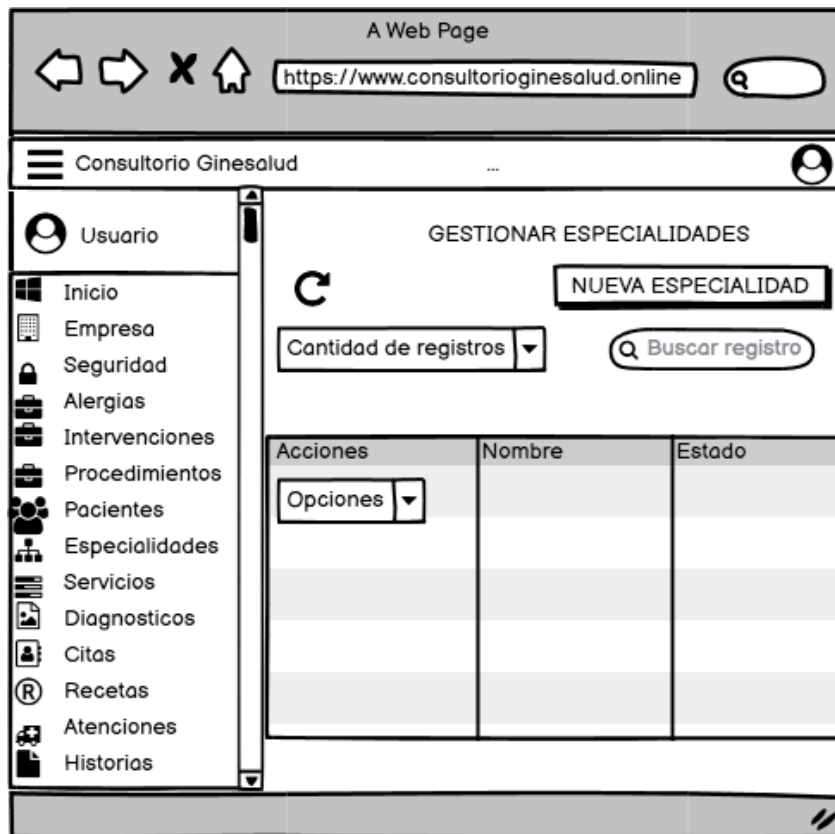 A Web Page
https://www.consultorioginesalud.online
Consultorio Ginesalud ...
Usuario
Inicio
Empresa
Seguridad
Alergias
Intervenciones
Procedimientos
Pacientes
Especialidades
Servicios
Diagnosticos
Citas
® Recetas
Atenciones
Historias
GESTIONAR ESPECIALIDADES
NUEVA ESPECIALIDAD
Cantidad de registros
Buscar registro
Acciones Nombre Estado
Opciones